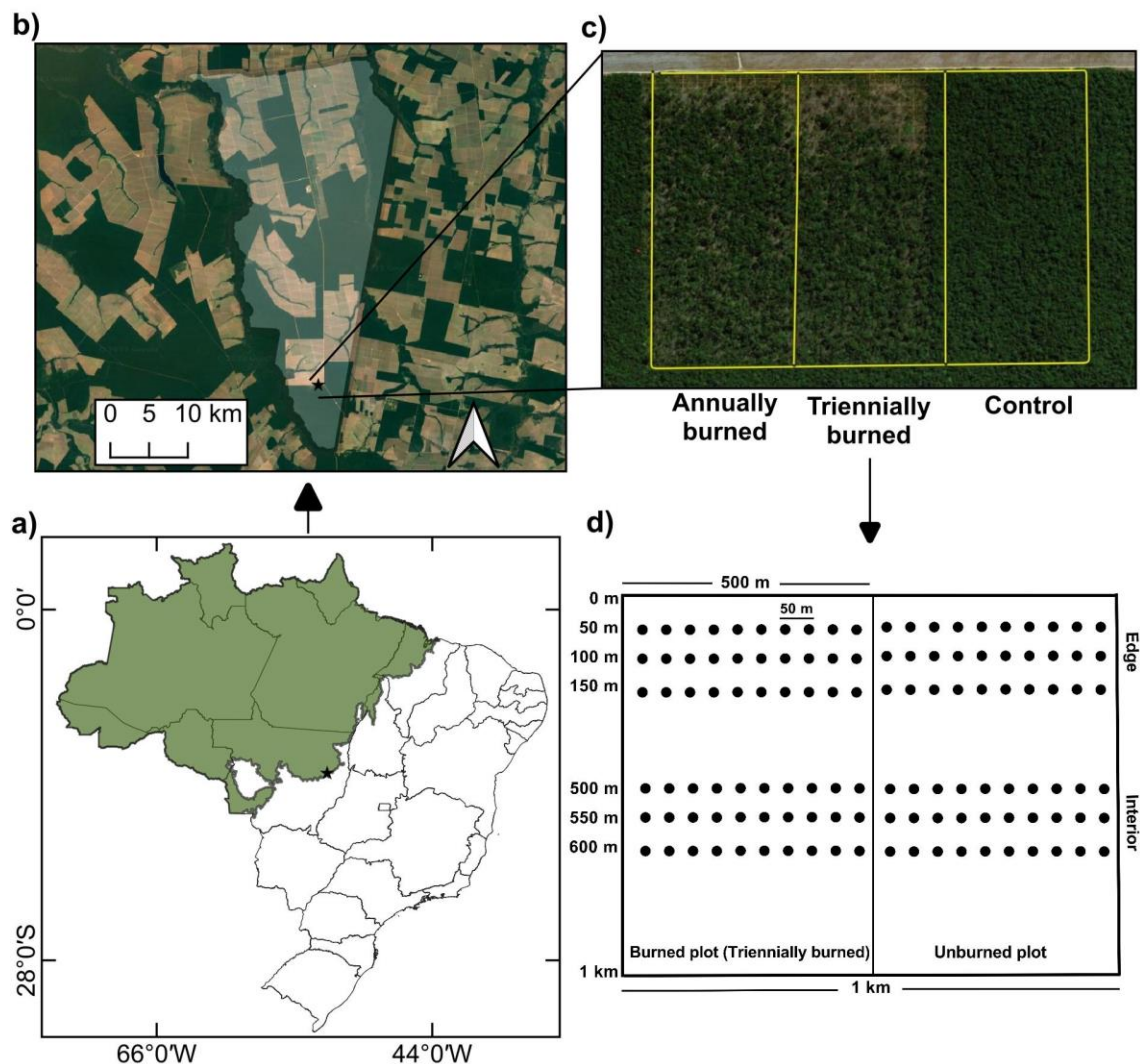 b)
c)
0 5 10 km
Annually
burned
Triennially
burned
Control
a)
0°0′
28°0′S
66°0′W
44°0′W
d)
500 m
50 m
0 m
50 m
100 m
150 m
500 m
550 m
600 m
1 km
Edge
Interior
Burned plot (Triennially burned)
Unburned plot
1 km